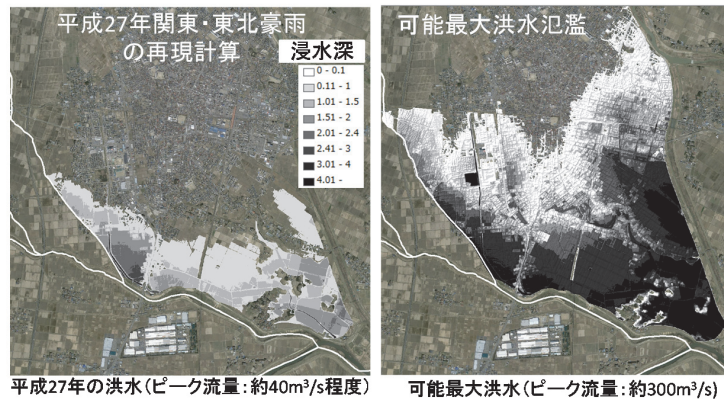 平成27年関東・東北豪雨
の再現計算
浸水深
0 - 0.1
0.11 - 1
1.01 - 1.5
1.51 - 2
2.01 - 2.4
2.41 - 3
3.01 - 4
4.01 -
平成27年の洪水(ピーク流量:約40m³/s程度)
可能最大洪水氾濫
可能最大洪水(ピーク流量:約300m³/s)